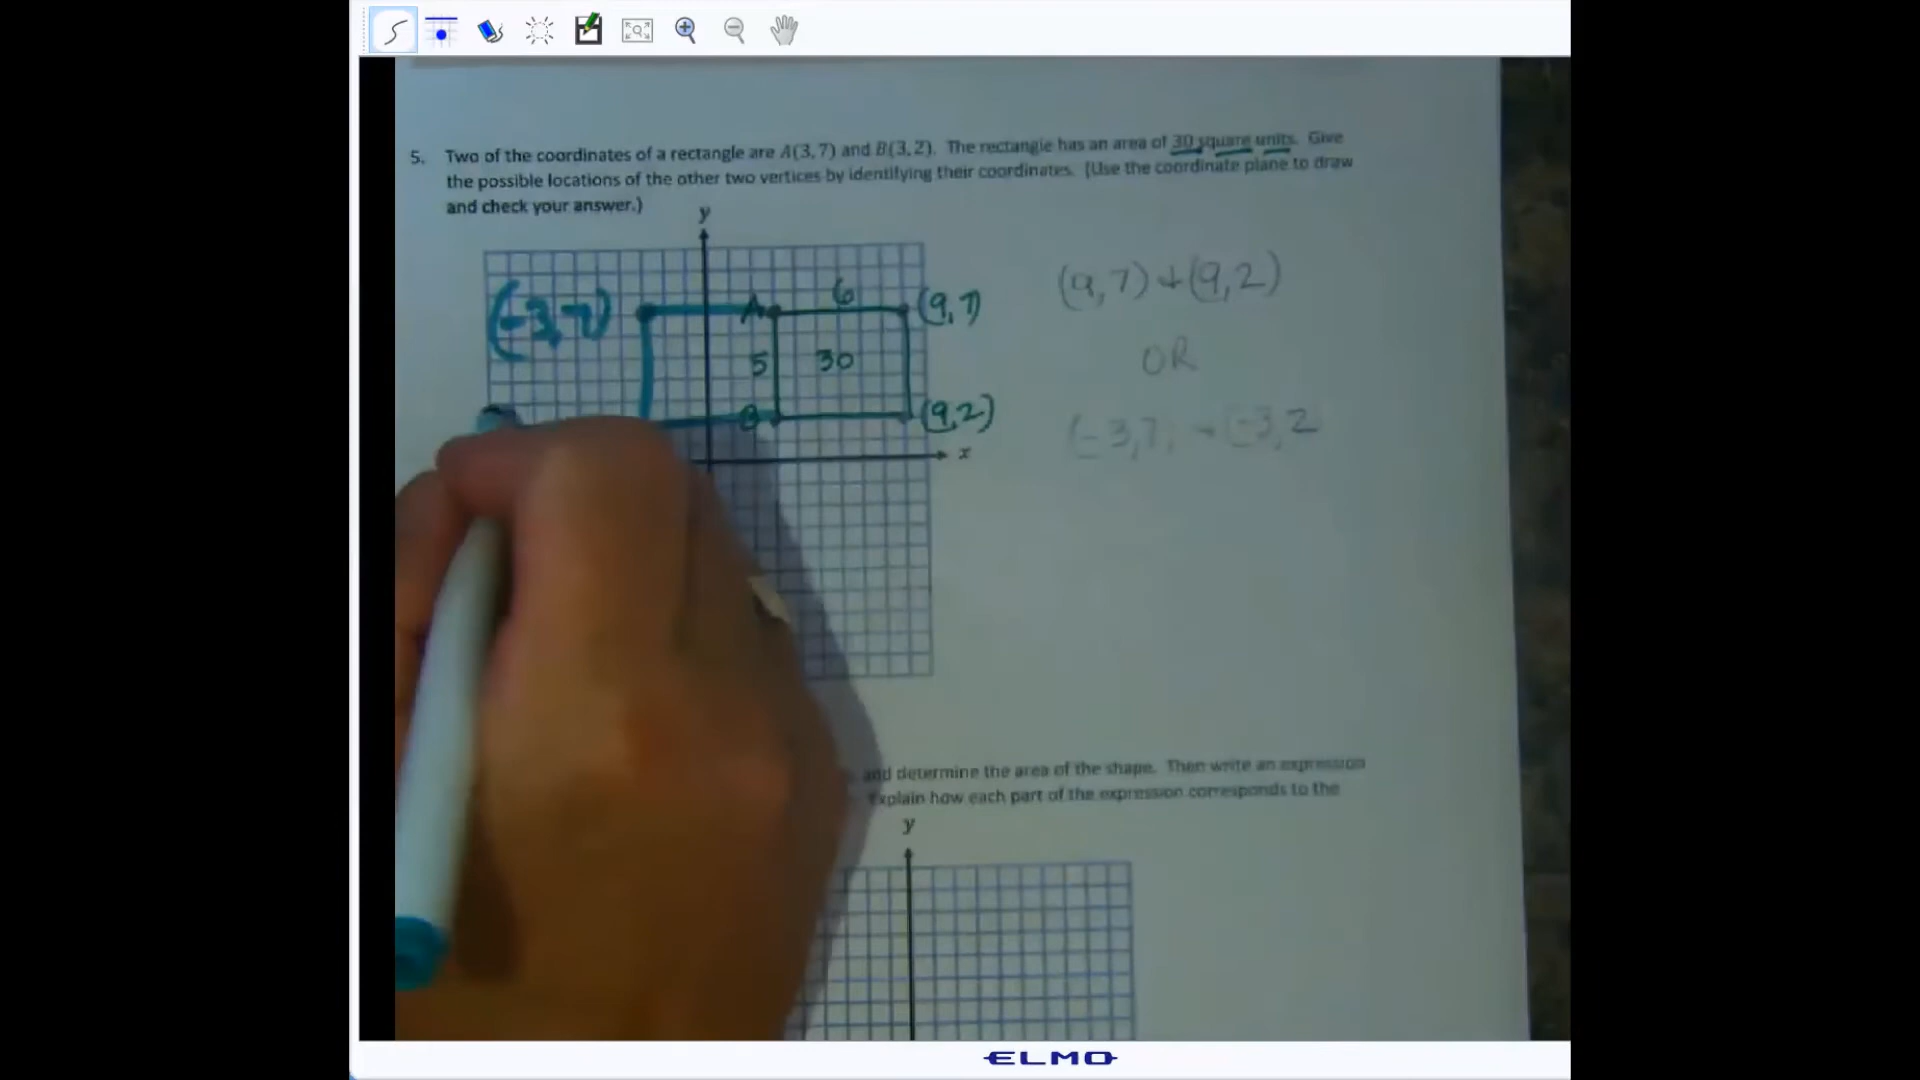 5. Two of the coordinates of a rectangle are A(3, 7) and B(3, 2). The rectangle has an area of 30 square units. Give
the possible locations of the other two vertices by identifying their coordinates. (Use the coordinate plane to draw
and check your answer.)
y
(-3,7)
A
6
(9,7)
5
30
B
(9,2)
x
(9,7) + (9,2)
OR
(-3,7) + (-3,2
and determine the area of the shape. Then write an expression
Explain how each part of the expression corresponds to the
y
ELMO